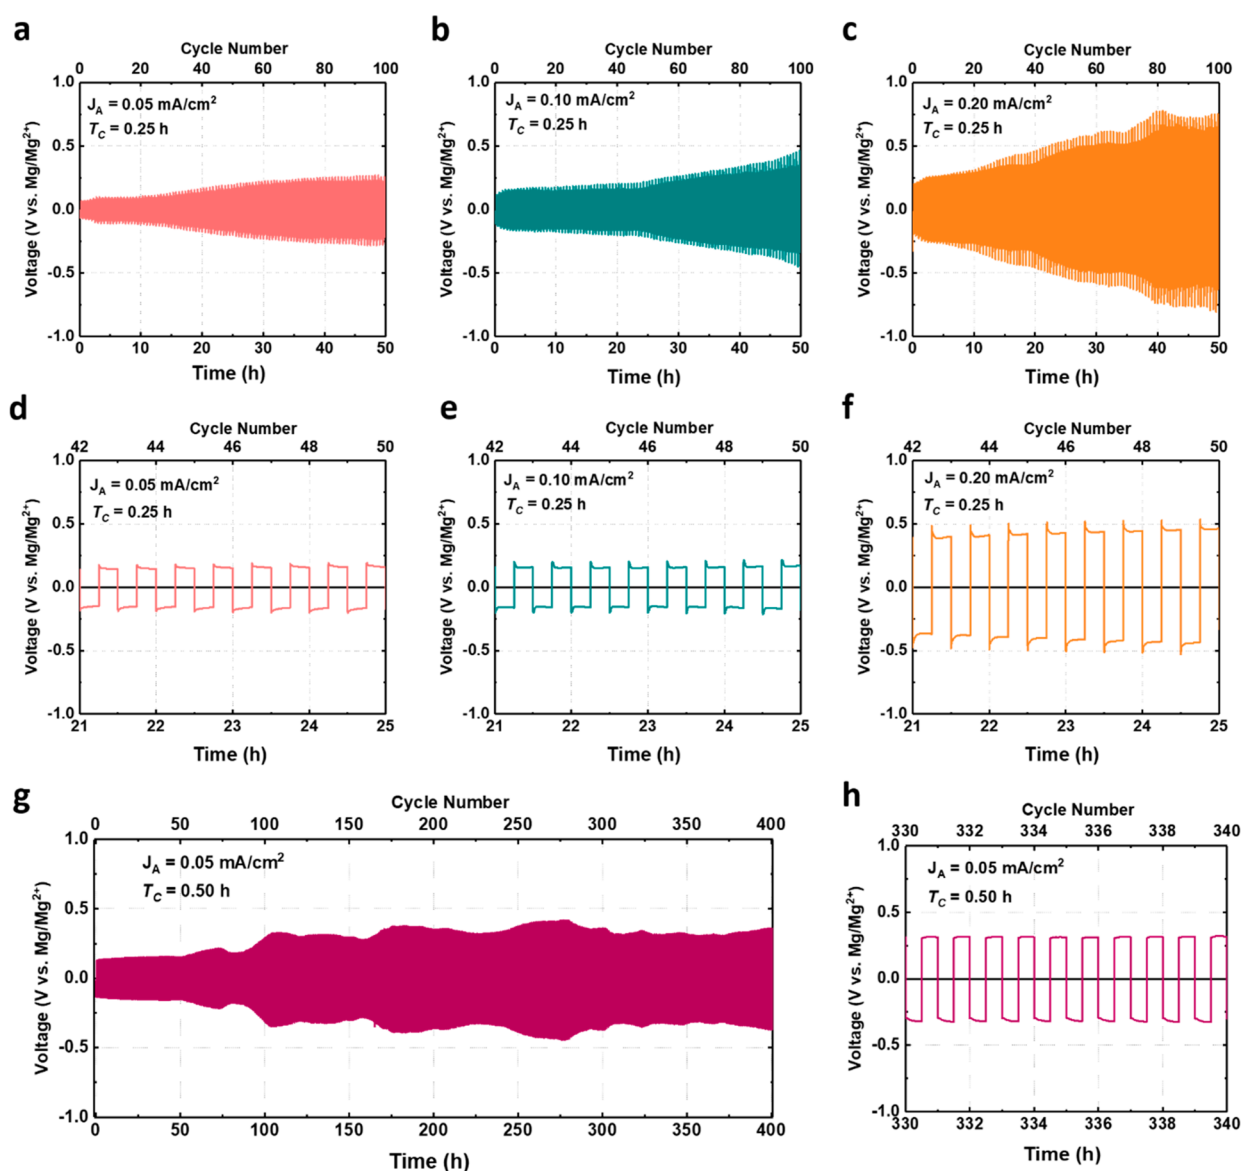 a
Cycle Number
0 20 40 60 80 100
1.0
0.5
0.0
-0.5
-1.0
Voltage (V vs. Mg/Mg²⁺)
J_A = 0.05 mA/cm²
T_C = 0.25 h
0 10 20 30 40 50
Time (h)
b
Cycle Number
0 20 40 60 80 100
1.0
0.5
0.0
-0.5
-1.0
Voltage (V vs. Mg/Mg²⁺)
J_A = 0.10 mA/cm²
T_C = 0.25 h
0 10 20 30 40 50
Time (h)
c
Cycle Number
0 20 40 60 80 100
1.0
0.5
0.0
-0.5
-1.0
Voltage (V vs. Mg/Mg²⁺)
J_A = 0.20 mA/cm²
T_C = 0.25 h
0 10 20 30 40 50
Time (h)
d
Cycle Number
42 44 46 48 50
1.0
0.5
0.0
-0.5
-1.0
Voltage (V vs. Mg/Mg²⁺)
J_A = 0.05 mA/cm²
T_C = 0.25 h
21 22 23 24 25
Time (h)
e
Cycle Number
42 44 46 48 50
1.0
0.5
0.0
-0.5
-1.0
Voltage (V vs. Mg/Mg²⁺)
J_A = 0.10 mA/cm²
T_C = 0.25 h
21 22 23 24 25
Time (h)
f
Cycle Number
42 44 46 48 50
1.0
0.5
0.0
-0.5
-1.0
Voltage (V vs. Mg/Mg²⁺)
J_A = 0.20 mA/cm²
T_C = 0.25 h
21 22 23 24 25
Time (h)
g
Cycle Number
0 50 100 150 200 250 300 350 400
1.0
0.5
0.0
-0.5
-1.0
Voltage (V vs. Mg/Mg²⁺)
J_A = 0.05 mA/cm²
T_C = 0.50 h
0 50 100 150 200 250 300 350 400
Time (h)
h
Cycle Number
330 332 334 336 338 340
1.0
0.5
0.0
-0.5
-1.0
Voltage (V vs. Mg/Mg²⁺)
J_A = 0.05 mA/cm²
T_C = 0.50 h
330 332 334 336 338 340
Time (h)